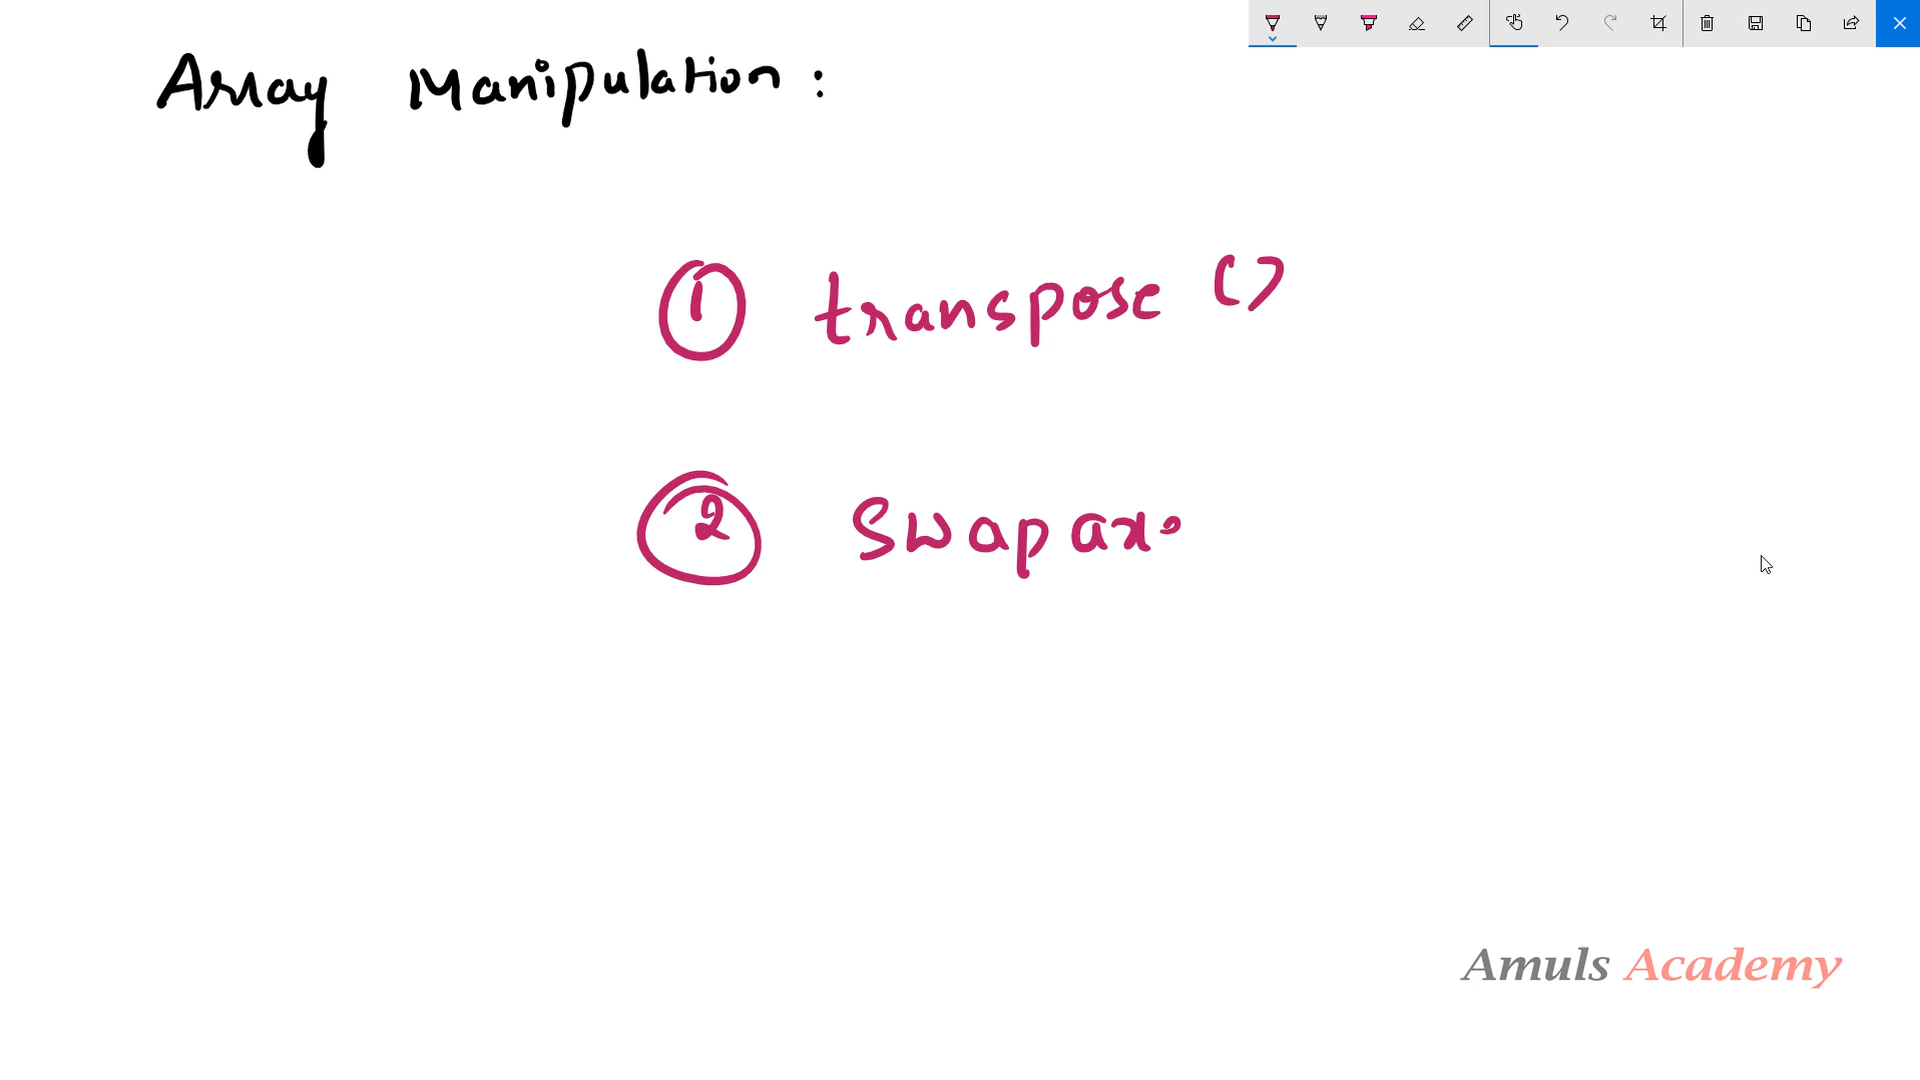 Array Manipulation :
1 transpose ()
2 Swapax
Amuls Academy